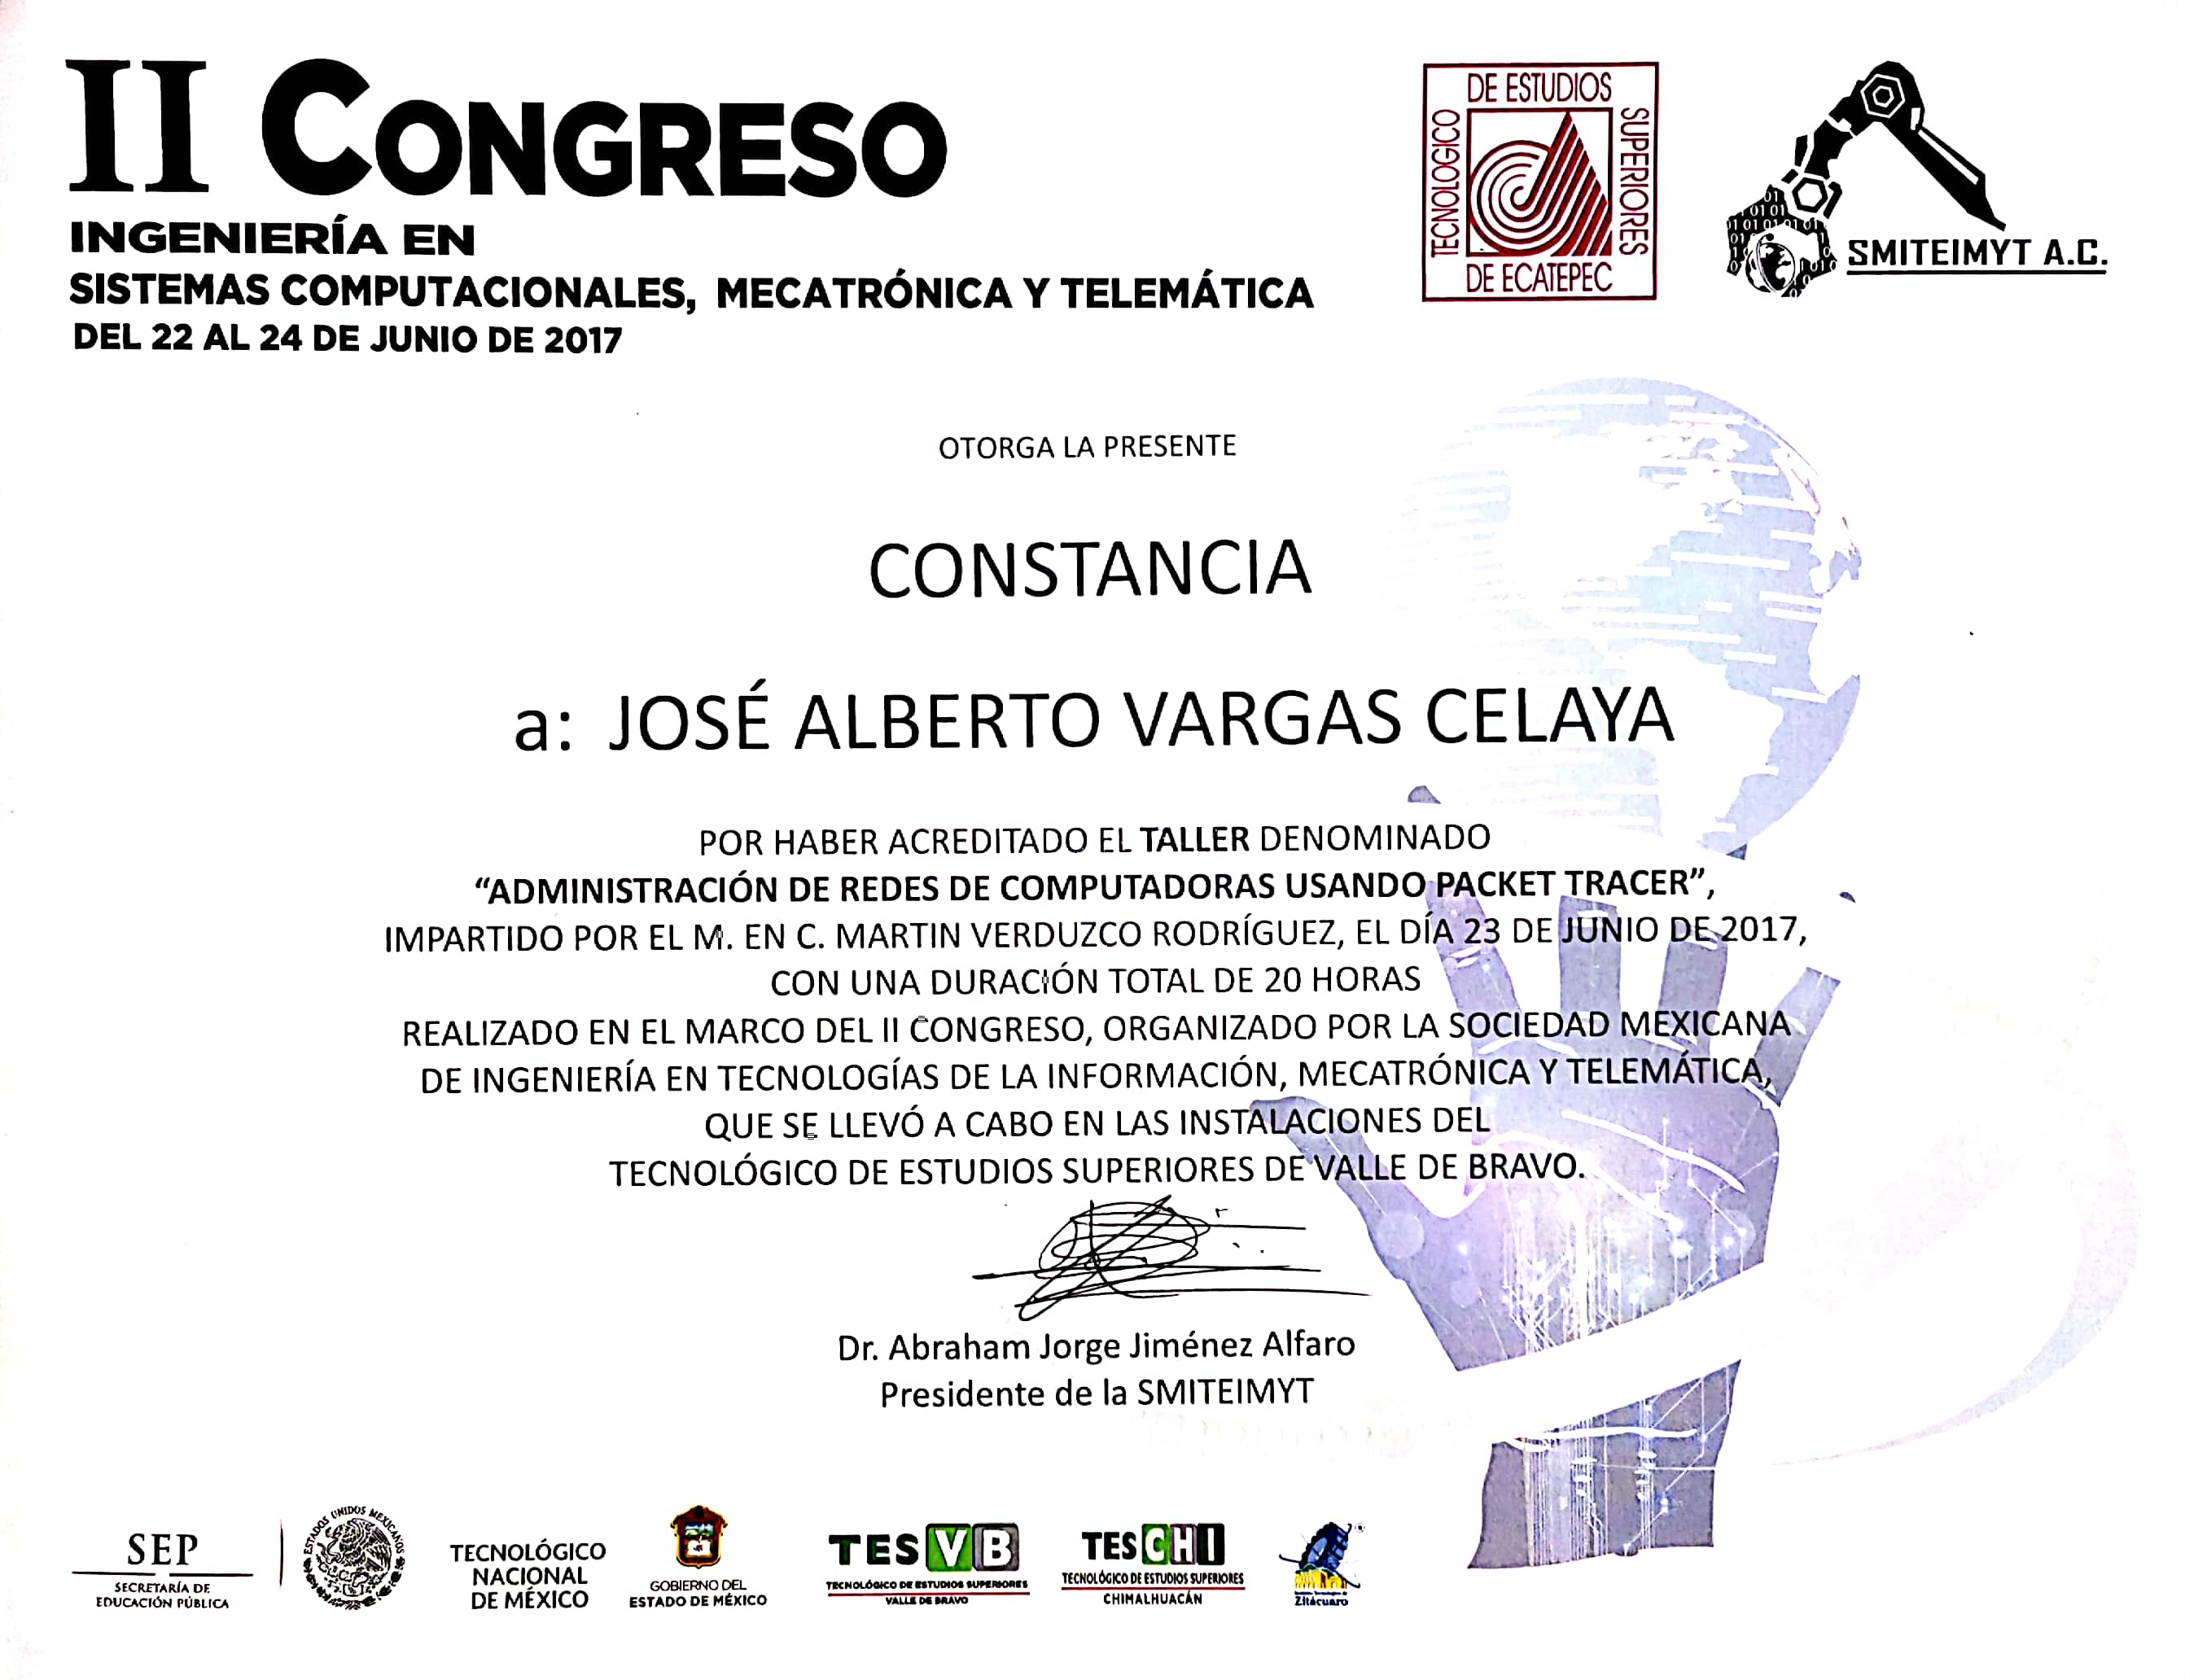 II CONGRESO
INGENIERÍA EN
SISTEMAS COMPUTACIONALES, MECATRÓNICA Y TELEMÁTICA
DEL 22 AL 24 DE JUNIO DE 2017
TECNOLOGICO
DE ESTUDIOS
SUPERIORES
DE ECATEPEC
SMITEIMYT A.C.
OTORGA LA PRESENTE
CONSTANCIA
a: JOSÉ ALBERTO VARGAS CELAYA
POR HABER ACREDITADO EL TALLER DENOMINADO
“ADMINISTRACIÓN DE REDES DE COMPUTADORAS USANDO PACKET TRACER”,
IMPARTIDO POR EL M. EN C. MARTIN VERDUZCO RODRÍGUEZ, EL DÍA 23 DE JUNIO DE 2017,
CON UNA DURACIÓN TOTAL DE 20 HORAS
REALIZADO EN EL MARCO DEL II CONGRESO, ORGANIZADO POR LA SOCIEDAD MEXICANA
DE INGENIERÍA EN TECNOLOGÍAS DE LA INFORMACIÓN, MECATRÓNICA Y TELEMÁTICA,
QUE SE LLEVÓ A CABO EN LAS INSTALACIONES DEL
TECNOLÓGICO DE ESTUDIOS SUPERIORES DE VALLE DE BRAVO.
Dr. Abraham Jorge Jiménez Alfaro
Presidente de la SMITEIMYT
SEP
SECRETARÍA DE
EDUCACIÓN PÚBLICA
ESTADOS UNIDOS MEXICANOS
TECNOLÓGICO
NACIONAL
DE MÉXICO
GOBIERNO DEL
ESTADO DE MÉXICO
TESVB
TECNOLÓGICO DE ESTUDIOS SUPERIORES
VALLE DE BRAVO
TESCHI
TECNOLÓGICO DE ESTUDIOS SUPERIORES
CHIMALHUACÁN
Zitácuaro